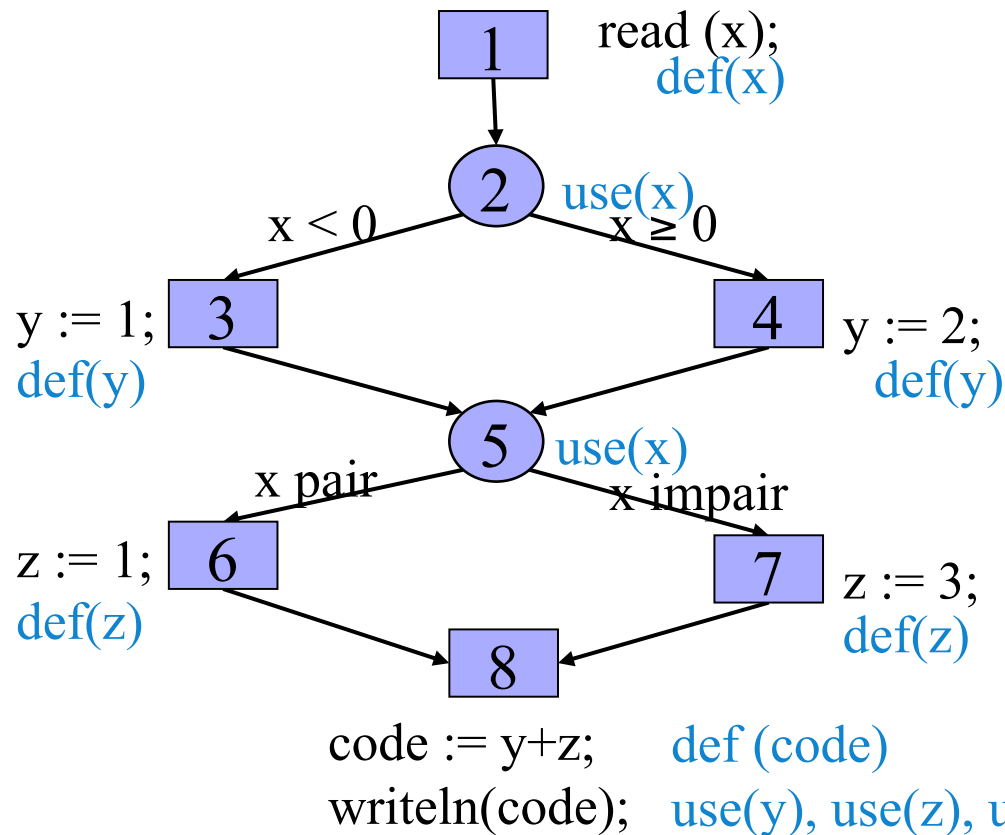 1 read (x);
def(x)
2 use(x)
x < 0 x ≥ 0
y := 1; 3 4 y := 2;
def(y) def(y)
5 use(x)
x pair x impair
z := 1; 6 7 z := 3;
def(z) def(z)
8
code := y+z; def (code)
writeln(code); use(y), use(z), u